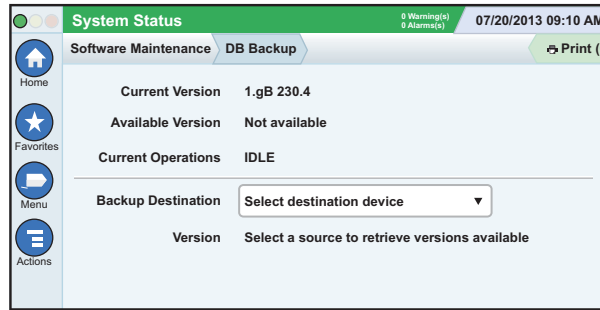 System Status
0 Warning(s)
0 Alarms(s)
07/20/2013 09:10 AM
Software Maintenance
DB Backup
Print (
Home
Favorites
Menu
Actions
Current Version 1.gB 230.4
Available Version Not available
Current Operations IDLE
Backup Destination Select destination device
Version Select a source to retrieve versions available